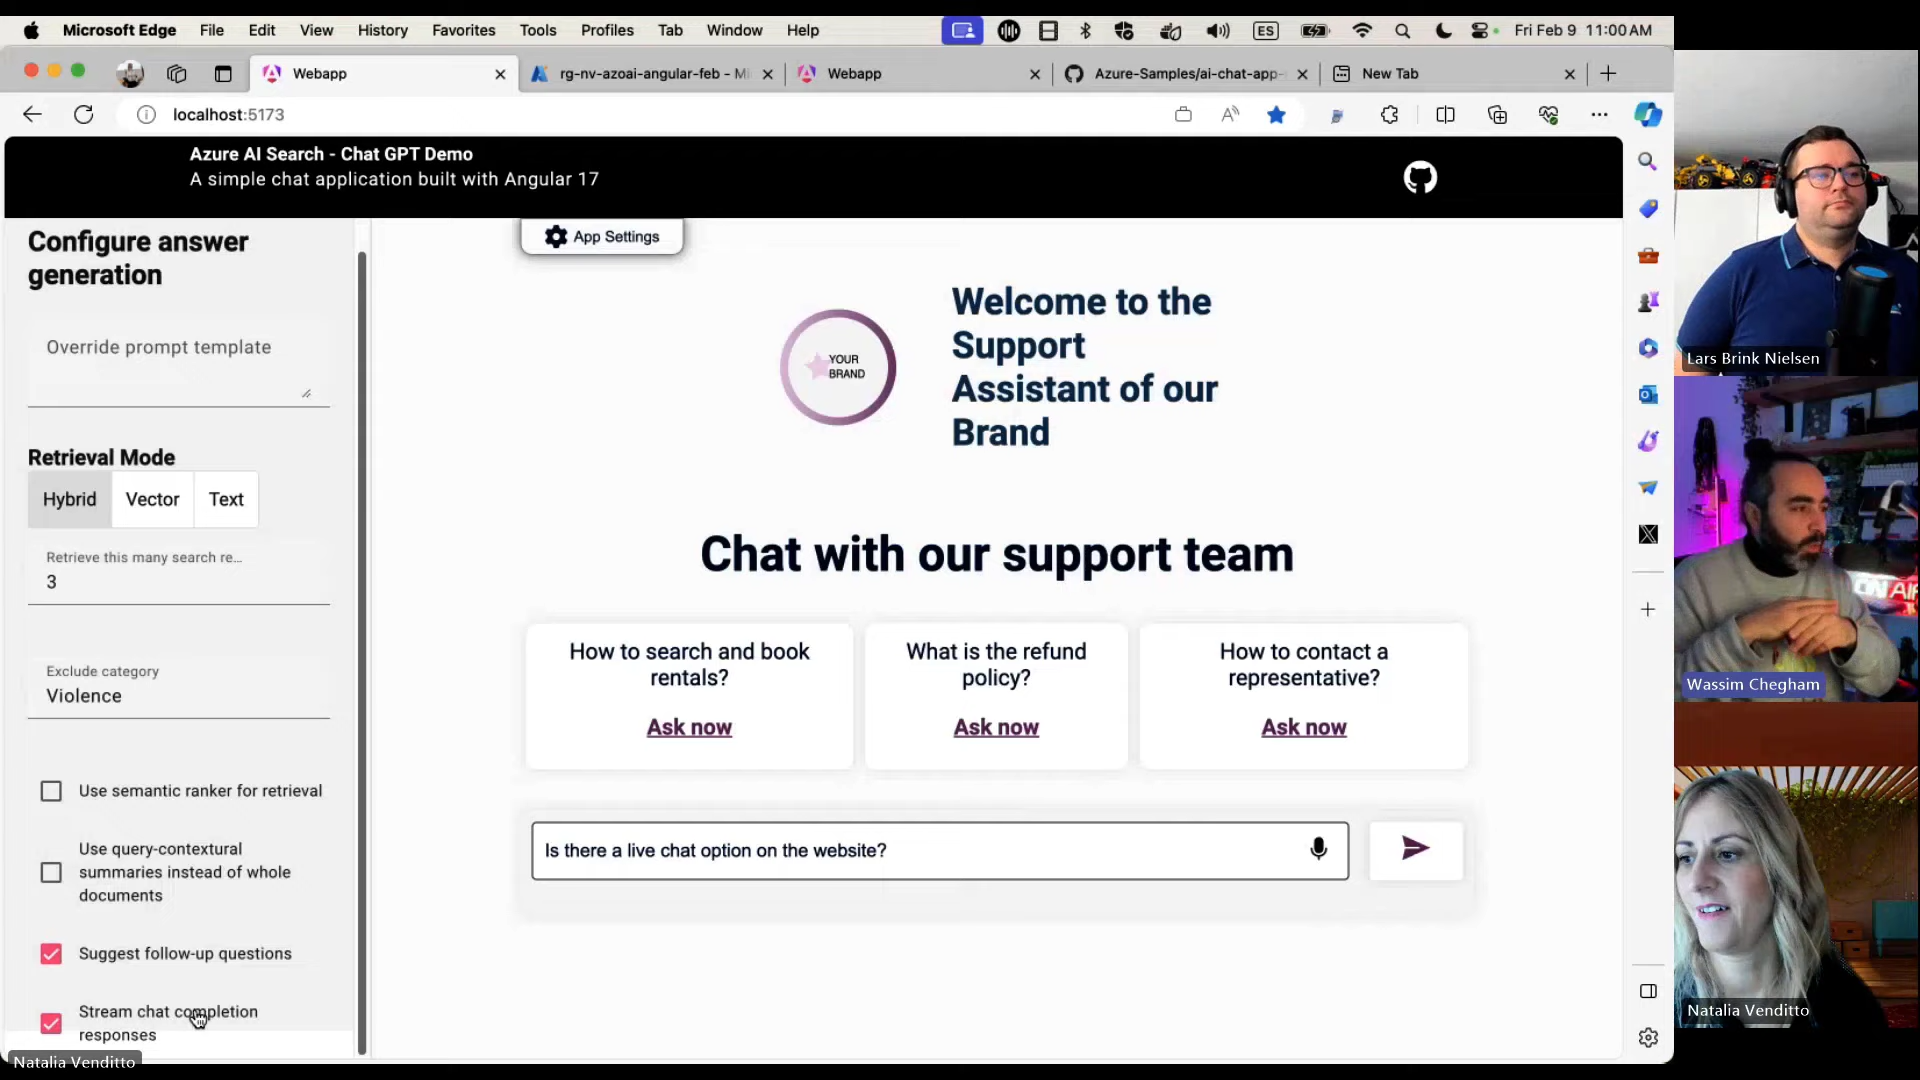 Microsoft Edge File Edit View History Favorites Tools Profiles Tab Window Help ES Fri Feb 9 11:00 AM
Webapp
rg-nv-azoai-angular-feb - Mi
Webapp
Azure-Samples/ai-chat-app-
New Tab
localhost:5173
Azure AI Search - Chat GPT Demo
A simple chat application built with Angular 17
Configure answer
generation
Override prompt template
Retrieval Mode
Hybrid Vector Text
Retrieve this many search re...
3
Exclude category
Violence
Use semantic ranker for retrieval
Use query-contextural
summaries instead of whole
documents
Suggest follow-up questions
Stream chat completion
responses
App Settings
YOUR
BRAND
Welcome to the
Support
Assistant of our
Brand
Chat with our support team
How to search and book
rentals?
Ask now
What is the refund
policy?
Ask now
How to contact a
representative?
Ask now
Is there a live chat option on the website?
Lars Brink Nielsen
ON AIR
Wassim Chegham
Natalia Venditto
Natalia Venditto